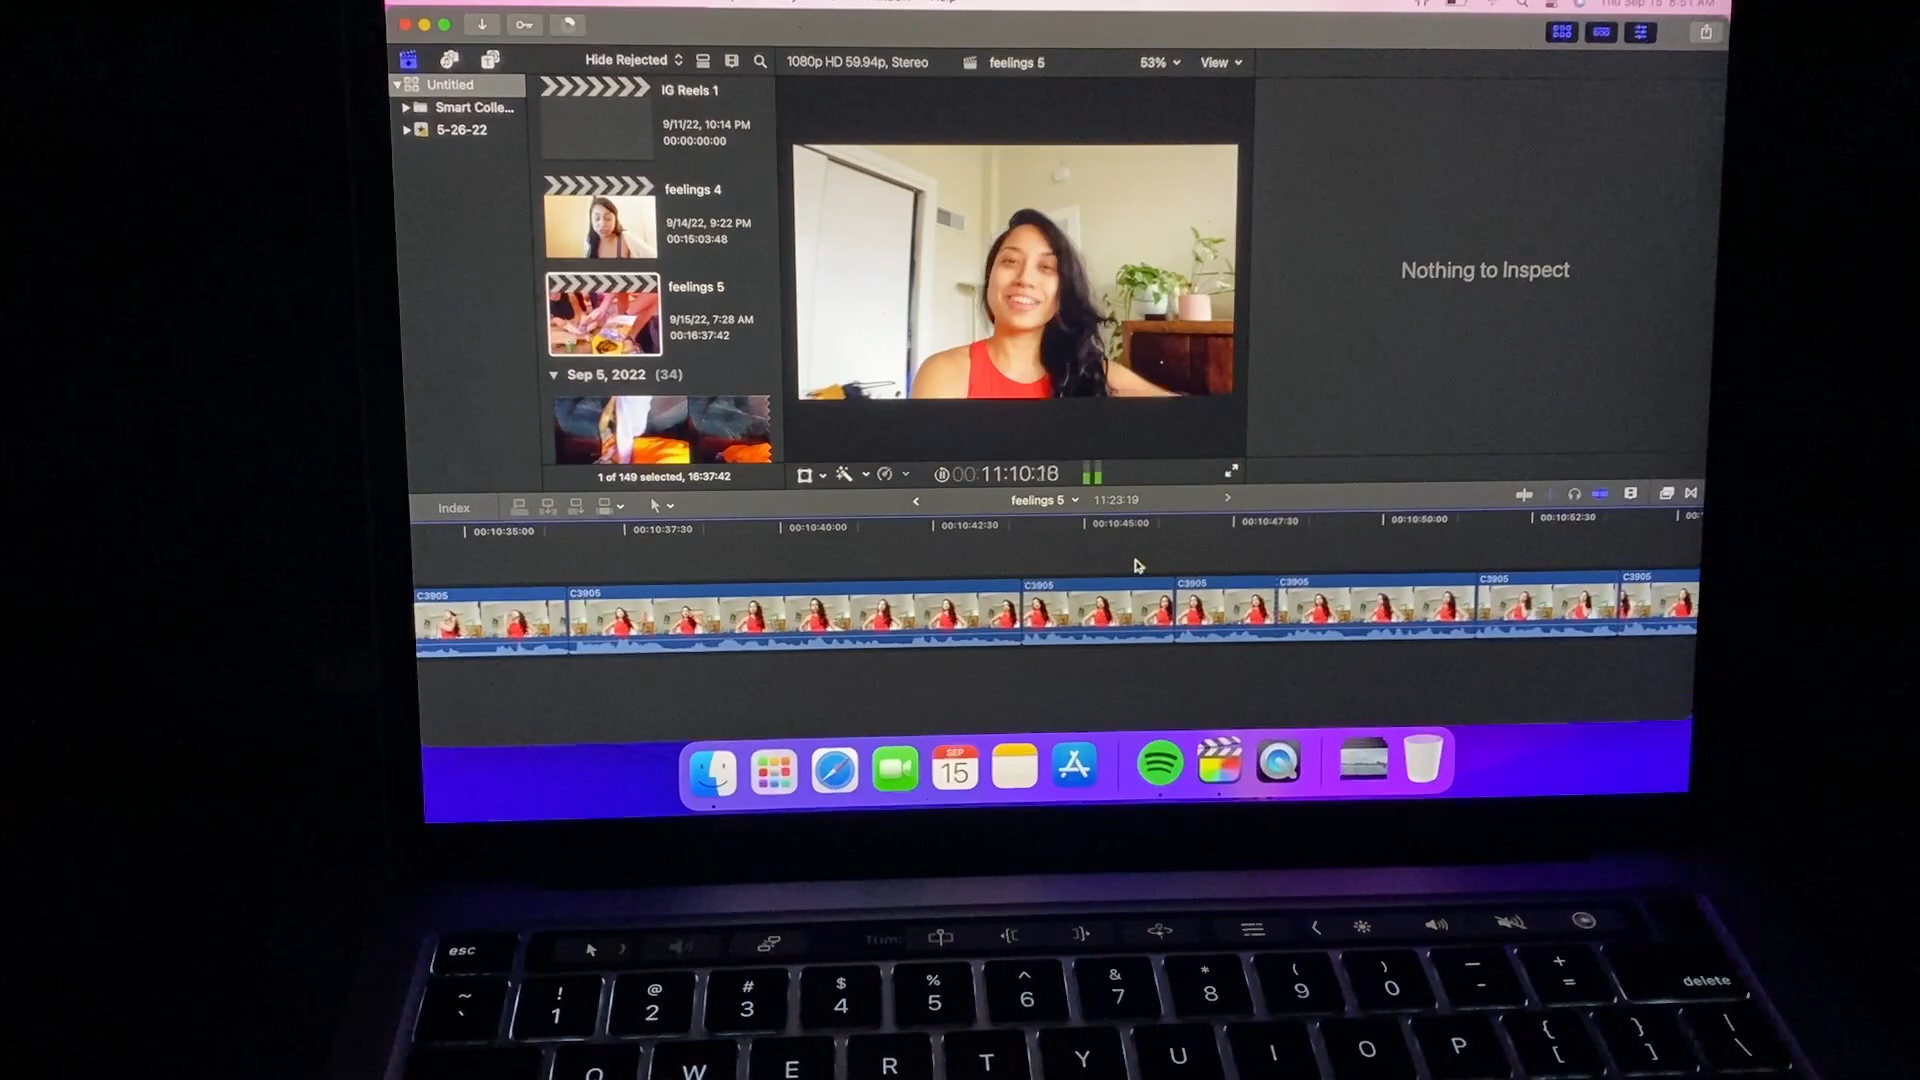 Thu Sep 15 8:51 AM
Hide Rejected
1080p HD 59.94p, Stereo
feelings 5
53%
View
Untitled
Smart Colle...
5-26-22
IG Reels 1
9/11/22, 10:14 PM
00:00:00:00
feelings 4
9/14/22, 9:22 PM
00:15:03:48
feelings 5
9/15/22, 7:28 AM
00:16:37:42
Sep 5, 2022 (34)
1 of 149 selected, 16:37:42
Nothing to Inspect
00:11:10:18
Index
feelings 5
11:23:19
00:10:35:00
00:10:37:30
00:10:40:00
00:10:42:30
00:10:45:00
00:10:47:30
00:10:50:00
00:10:52:30
C3905
C3905
C3905
C3905
C3905
C3905
C3905
SEP
15
esc
Trim:
~ ! @ # $ % ^ & * ( ) — +
` 1 2 3 4 5 6 7 8 9 0 - = delete
Q W E R T Y U I O P { [ } ] | \